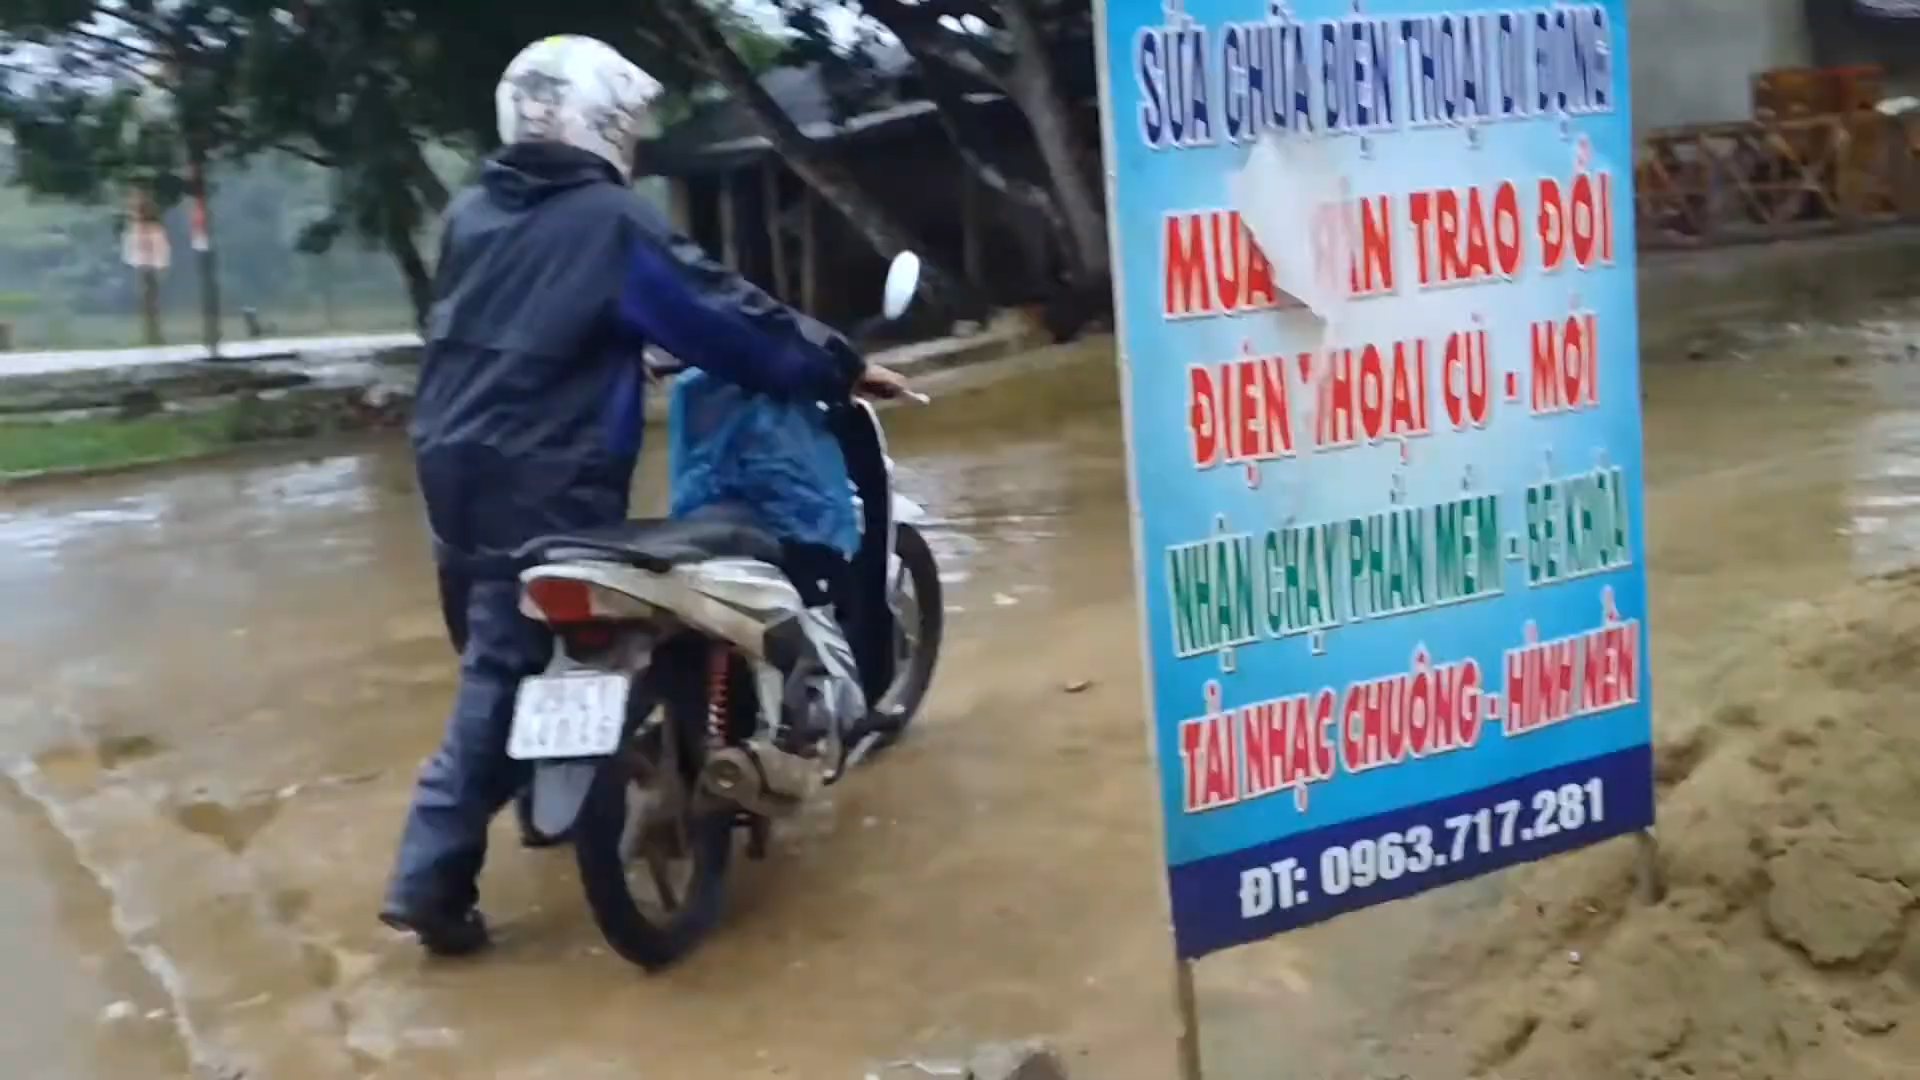 SỬA CHỮA ĐIỆN THOẠI DI ĐỘNG
MUA TRAO ĐỔI
ĐIỆN THOẠI CŨ - MỚI
NHẬN CHẠY PHẦN MỀM - BẺ KHÓA
TẢI NHẠC CHUÔNG - HÌNH NỀN
ĐT: 0963.717.281